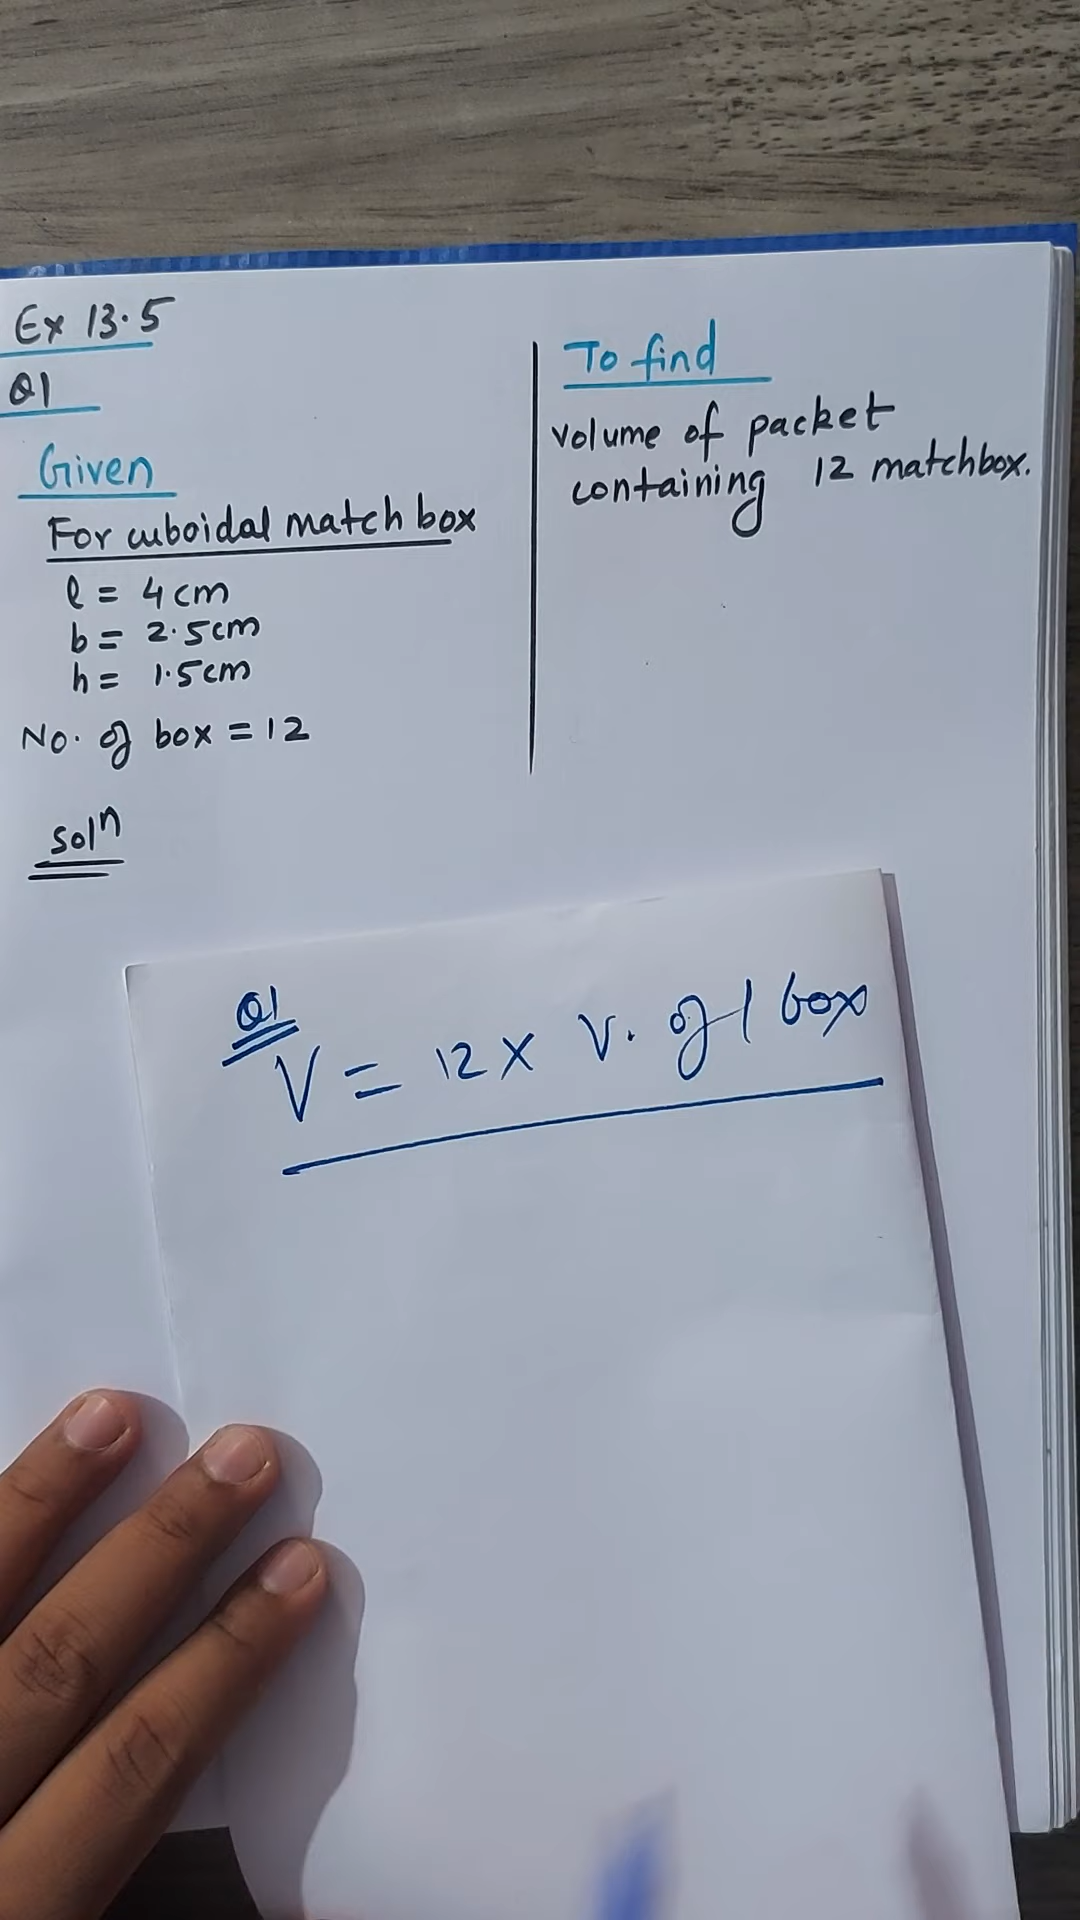 Ex 13.5
Q1
Given
For cuboidal match box
l = 4cm
b = 2.5cm
h = 1.5cm
No. of box = 12
To find
volume of packet
containing 12 matchbox.
Solⁿ
Q1
V = 12 x V. of 1 box